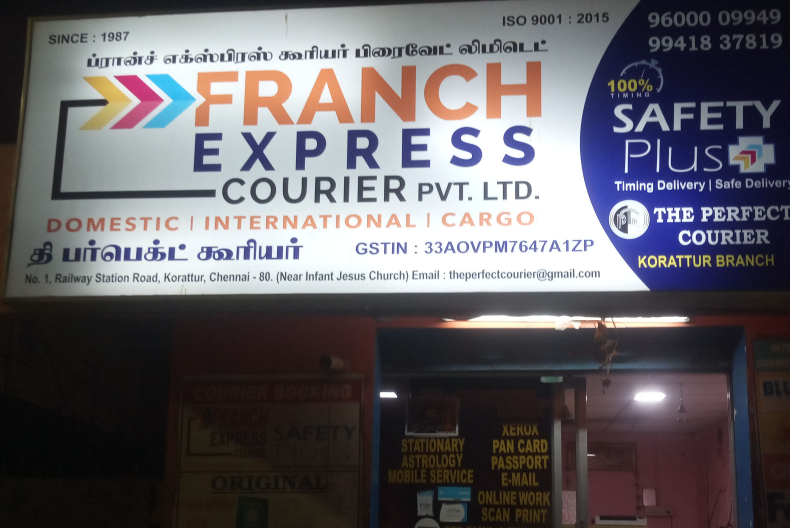 SINCE : 1987
ISO 9001 : 2015
ப்ரான்ச் எக்ஸ்பிரஸ் கூரியர் பிரைவேட் லிமிடெட்
FRANCH
EXPRESS
COURIER PVT. LTD.
DOMESTIC | INTERNATIONAL | CARGO
தி பர்பெக்ட் கூரியர்
GSTIN : 33AOVPM7647A1ZP
No. 1, Railway Station Road, Korattur, Chennai - 80. (Near Infant Jesus Church) Email : theperfectcourier@gmail.com
96000 09949
99418 37819
100%
TIMING
SAFETY
Plus
Timing Delivery | Safe Delivery
THE PERFECT
COURIER
KORATTUR BRANCH
COURIER BOOKING
FRANCH
EXPRESS
COURIER
SAFETY
PLUS
ORIGINAL
STATIONARY
ASTROLOGY
MOBILE SERVICE
XEROX
PAN CARD
PASSPORT
E-MAIL
ONLINE WORK
SCAN PRINT